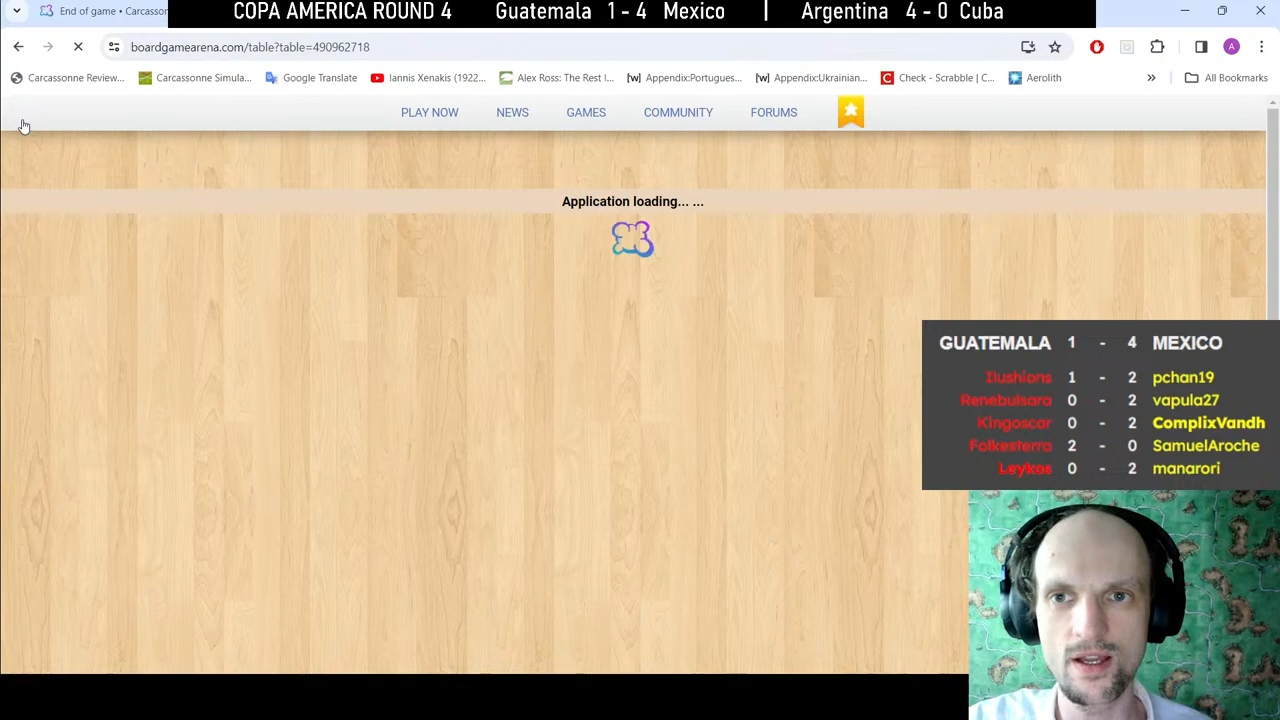 COPA AMERICA ROUND 4 Guatemala 1 - 4 Mexico | Argentina 4 - 0 Cuba
End of game • Carcasson
boardgamearena.com/table?table=490962718
A
Carcassonne Review... Carcassonne Simula... Google Translate Iannis Xenakis (1922... Alex Ross: The Rest I... [w] Appendix:Portugues... [w] Appendix:Ukrainian... C Check - Scrabble | C... Aerolith » All Bookmarks
PLAY NOW NEWS GAMES COMMUNITY FORUMS
Application loading... ...
GUATEMALA 1 - 4 MEXICO
Ilushions 1 - 2 pchan19
Renebulsara 0 - 2 vapula27
Kingoscar 0 - 2 ComplixVandh
Folkesterra 2 - 0 SamuelAroche
Leykos 0 - 2 manarori